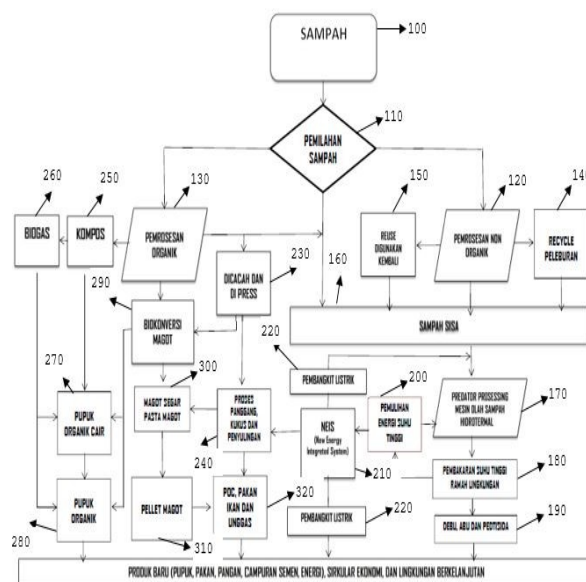 SAMPAH
100
PEMILAHAN
SAMPAH
110
260
250
130
150
120
140
BIOGAS
KOMPOS
PEMROSESAN
ORGANIK
REUSE
DIGUNAKAN
KEMBALI
PEMROSESAN NON
ORGANIK
RECYCLE
PELEBURAN
230
290
DICACAH DAN
DI PRESS
160
BIOKONVERSI
MAGOT
220
SAMPAH SISA
270
300
PEMBANGKIT LISTRIK
200
170
PUPUK
ORGANIK CAIR
MAGOT SEGAR
PASTA MAGOT
PROSES
PANGGANG,
KUKUS DAN
PENYULINGAN
NEIS
(New Energy
Integrated System)
PEMULIHAN
ENERGI SUHU
TINGGI
PREDATOR PROSESSING
MESIN OLAH SAMPAH
HIDROTERMAL
240
210
180
320
PUPUK
ORGANIK
PELLET MAGOT
POC, PAKAN
IKAN DAN
UNGGAS
220
PEMBAKARAN SUHU TINGGI
RAMAH LINGKUNGAN
190
PEMBANGKIT LISTRIK
DEBU, ABU DAN PESTISIDA
280
310
PRODUK BARU (PUPUK, PAKAN, PANGAN, CAMPURAN SEMEN, ENERGI), SIRKULAR EKONOMI, DAN LINGKUNGAN BERKELANJUTAN